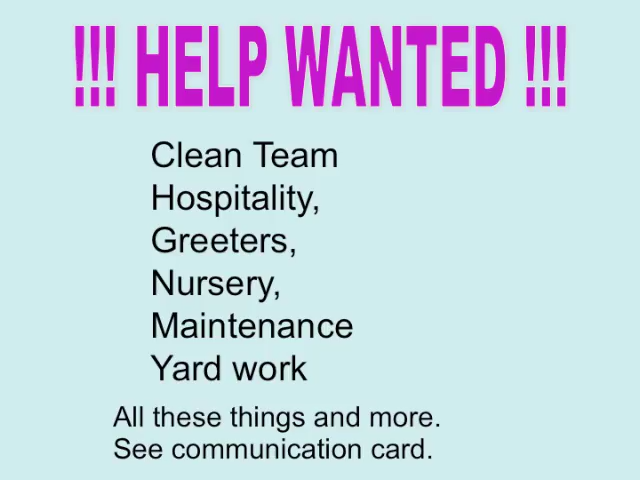 !!! HELP WANTED !!!
Clean Team
Hospitality,
Greeters,
Nursery,
Maintenance
Yard work
All these things and more.
See communication card.